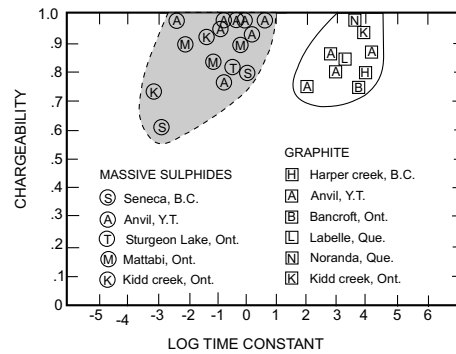 1.0
.9
.8
.7
.6
.5
.4
.3
.2
.1
0
CHARGEABILITY
A A A A A N
K A M K A A M
M T S A L A H
K A A B
S
MASSIVE SULPHIDES
S Seneca, B.C.
A Anvil, Y.T.
T Sturgeon Lake, Ont.
M Mattabi, Ont.
K Kidd creek, Ont.
GRAPHITE
H Harper creek, B.C.
A Anvil, Y.T.
B Bancroft, Ont.
L Labelle, Que.
N Noranda, Que.
K Kidd creek, Ont.
-5 -4 -3 -2 -1 0 1 2 3 4 5 6
LOG TIME CONSTANT